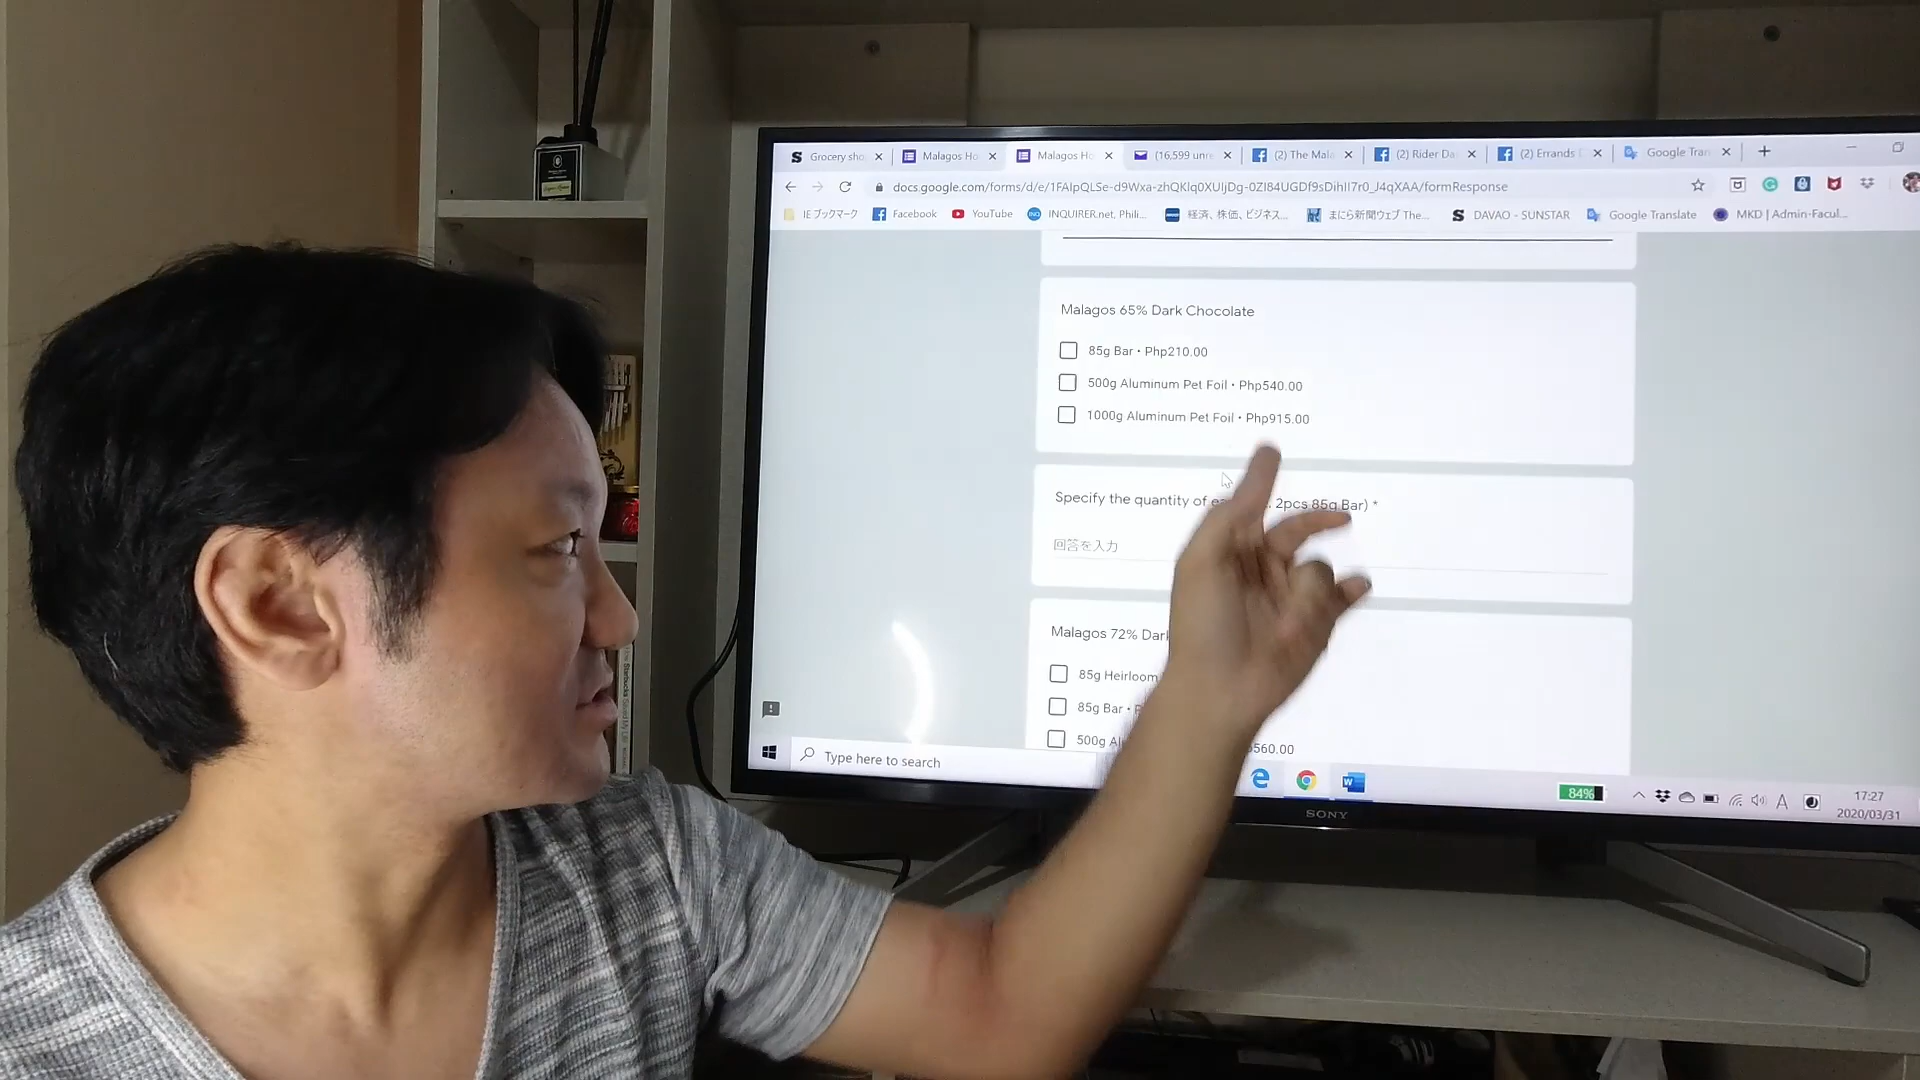 Grocery sho
Malagos Ho
Malagos Ho
(16,599 unre
(2) The Mala
(2) Rider Da
(2) Errands
Google Tran
docs.google.com/forms/d/e/1FAIpQLSe-d9Wxa-zhQKlq0XUIjDg-0ZI84UGDf9sDihII7r0_J4qXAA/formResponse
IEブックマーク
Facebook
YouTube
INQUIRER.net, Phili...
経済、株価、ビジネス...
まにら新聞ウェブ The...
DAVAO - SUNSTAR
Google Translate
MKD | Admin-Facul...
Malagos 65% Dark Chocolate
85g Bar • Php210.00
500g Aluminum Pet Foil • Php540.00
1000g Aluminum Pet Foil • Php915.00
Specify the quantity of 2pcs 85g Bar) *
回答を入力
Malagos 72% Dark
85g Heirloom
85g Bar •
500g 560.00
Type here to search
84%
A
17:27
2020/03/31
SONY
Starbucks